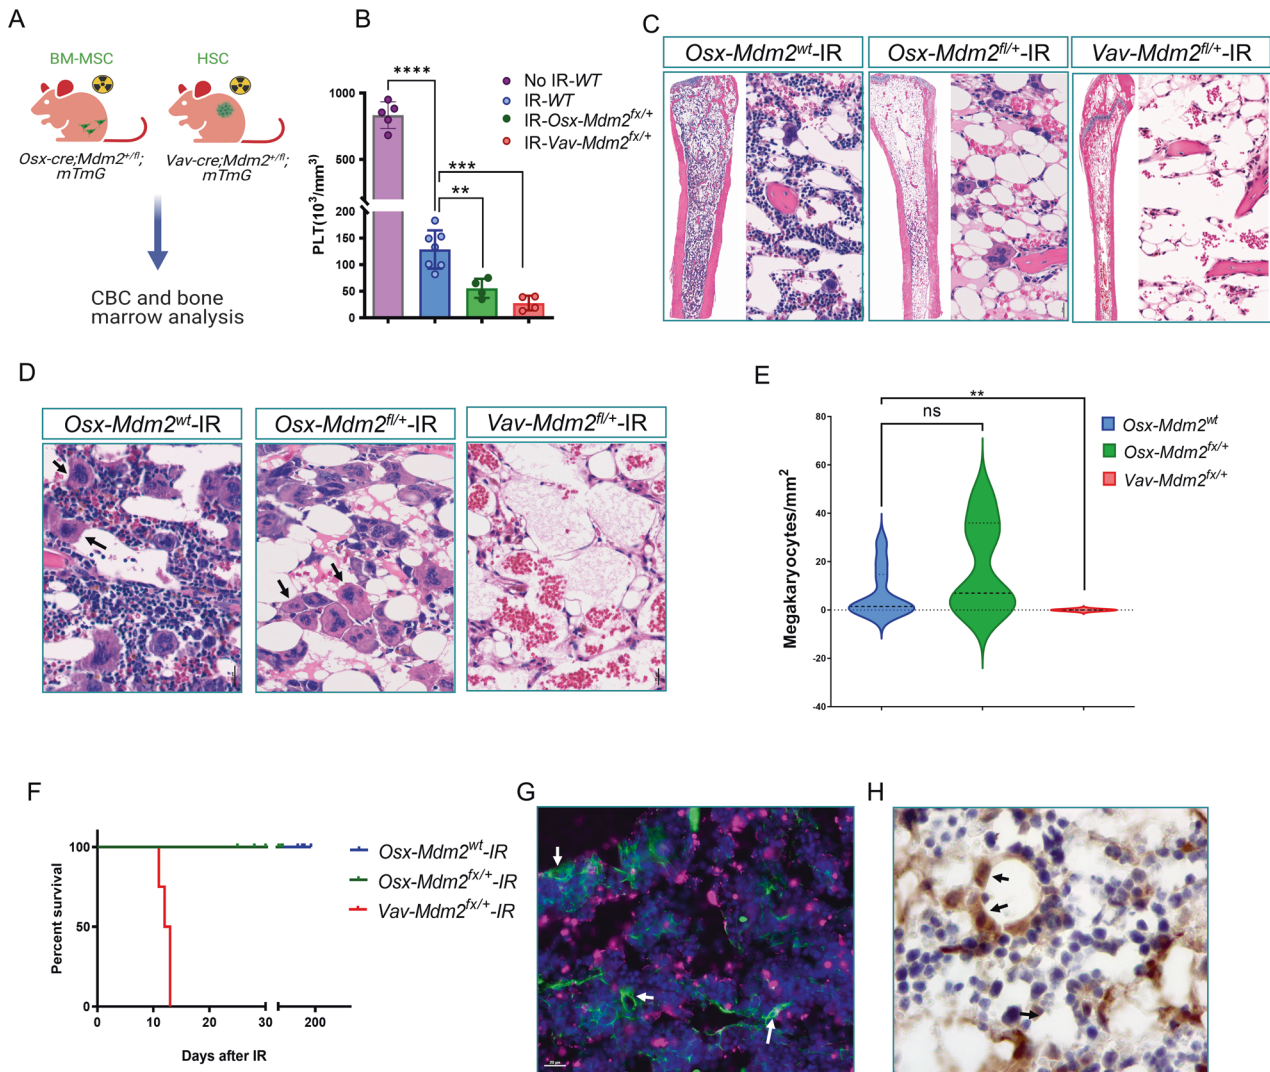 A
BM-MSC
HSC
Osx-cre;Mdm2+/fl;
mTmG
Vav-cre;Mdm2+/fl;
mTmG
CBC and bone
marrow analysis
B
PLT(10³/mm³)
1000
500
200
150
100
50
0
****
***
**
No IR-WT
IR-WT
IR-Osx-Mdm2fx/+
IR-Vav-Mdm2fx/+
C
Osx-Mdm2wt-IR
Osx-Mdm2fl/+-IR
Vav-Mdm2fl/+-IR
D
Osx-Mdm2wt-IR
Osx-Mdm2fl/+-IR
Vav-Mdm2fl/+-IR
E
Megakaryocytes/mm²
80
60
40
20
0
-20
-40
**
ns
Osx-Mdm2wt
Osx-Mdm2fx/+
Vav-Mdm2fx/+
F
Percent survival
100
50
0
0
10
20
30
200
Days after IR
Osx-Mdm2wt-IR
Osx-Mdm2fx/+-IR
Vav-Mdm2fx/+-IR
G
H